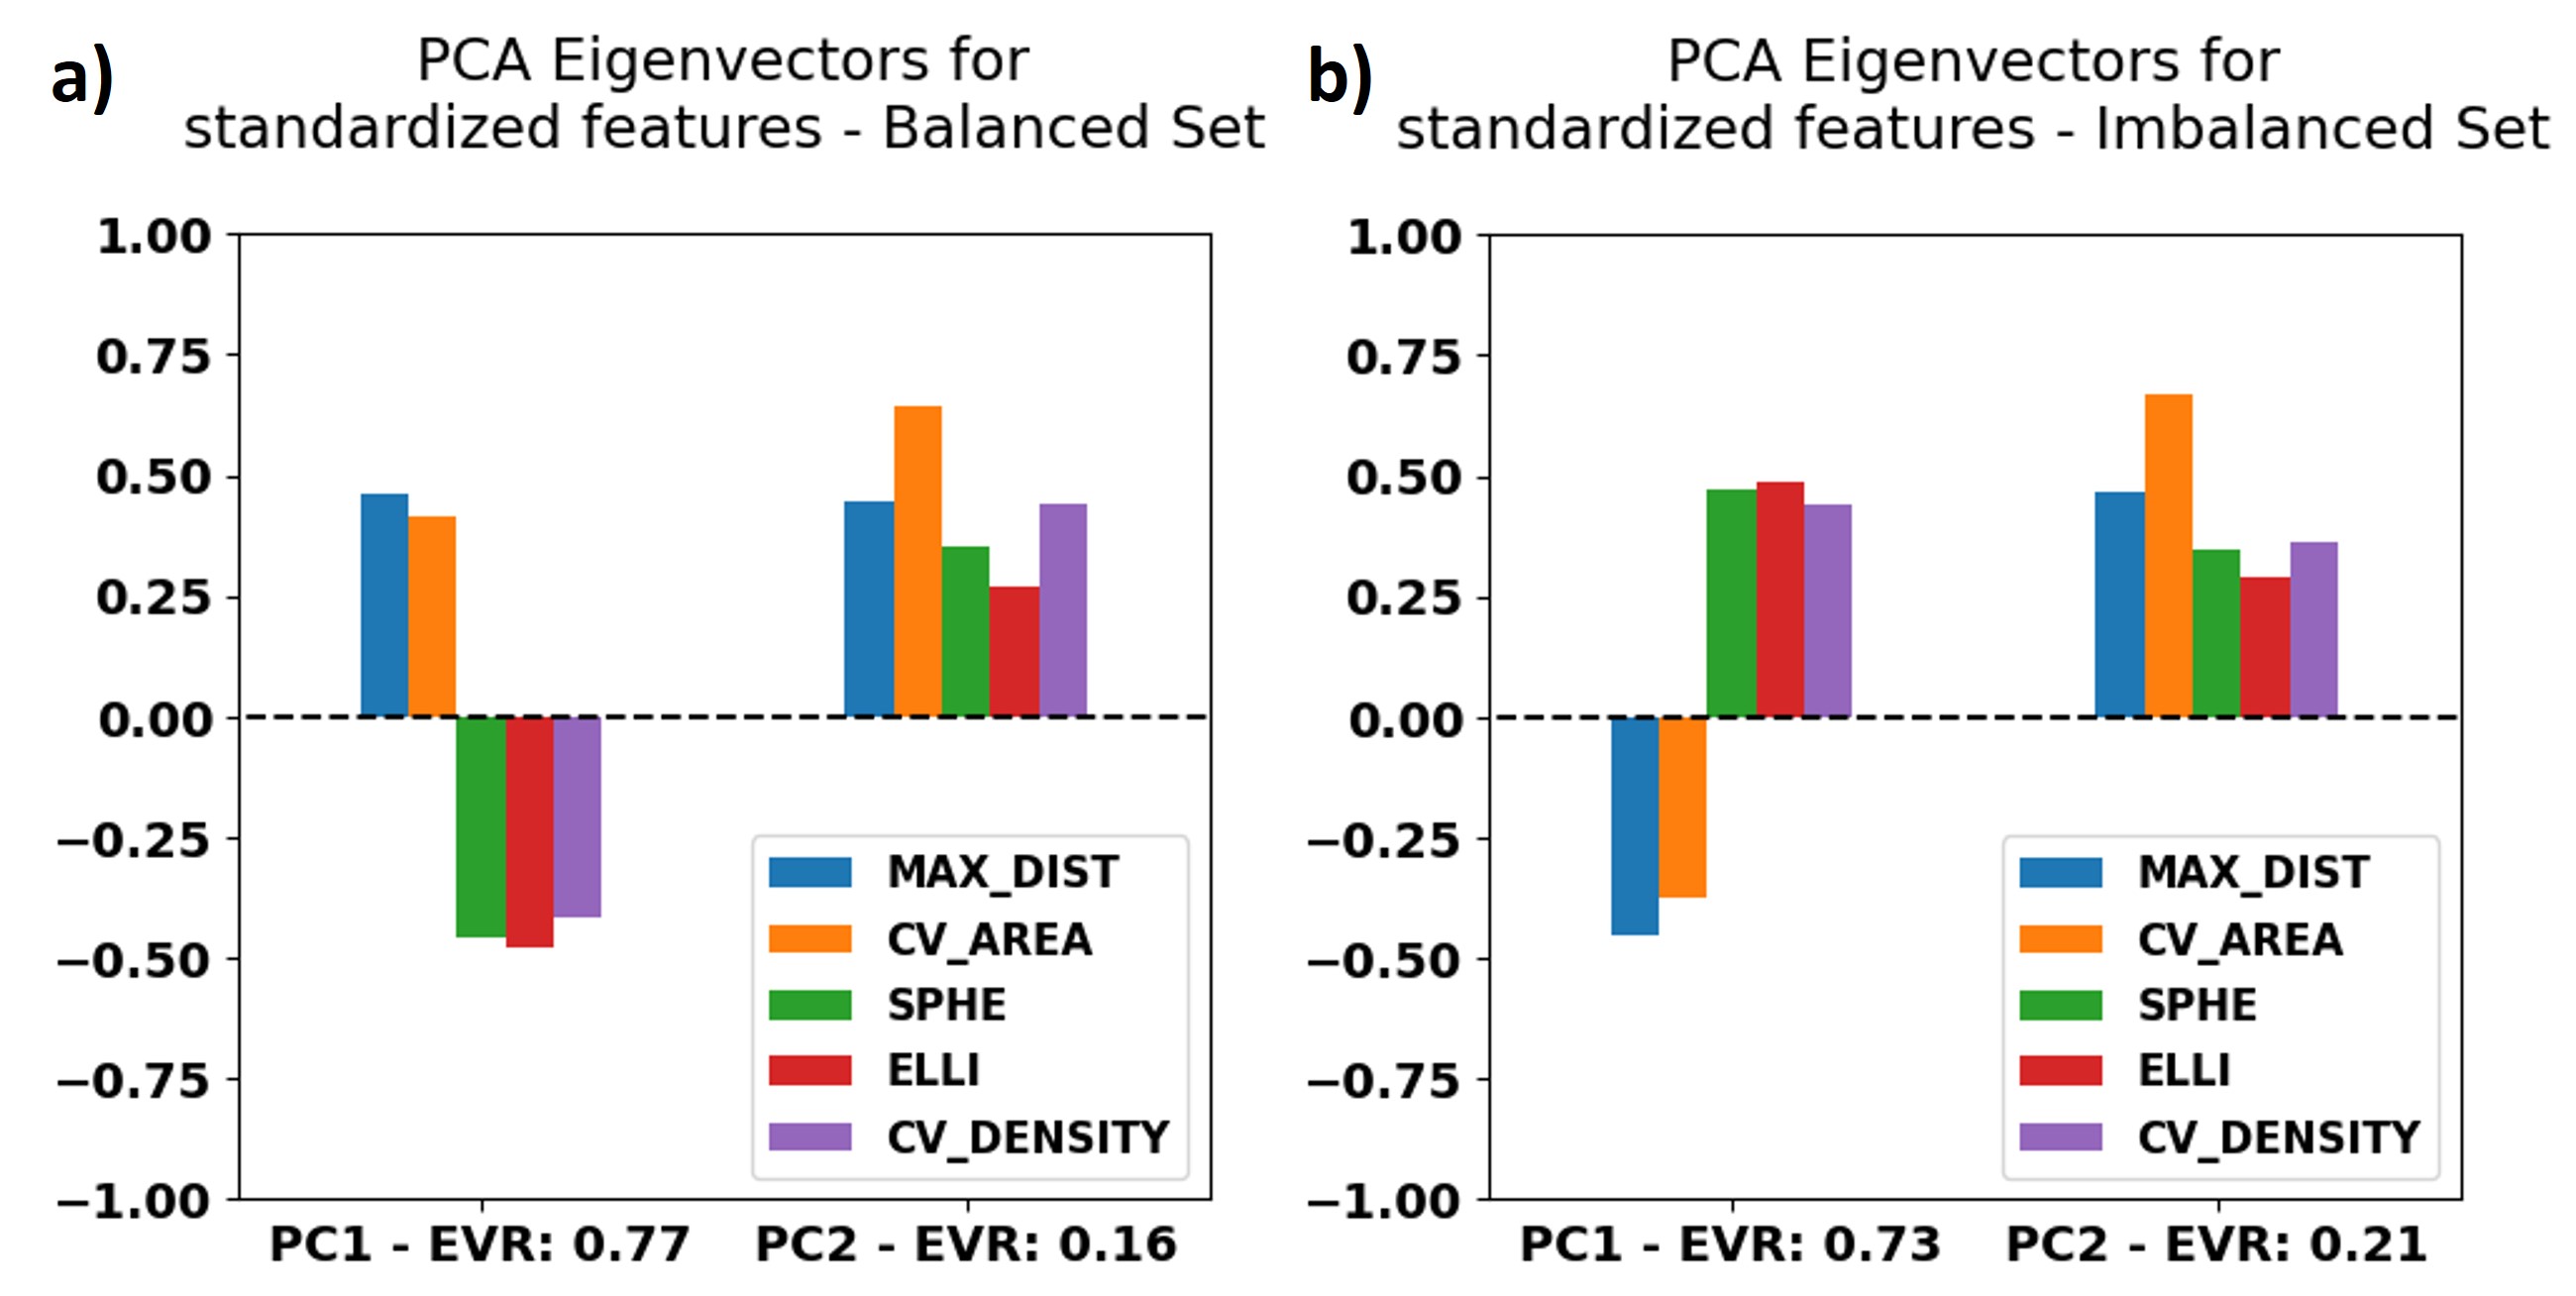 a)
PCA Eigenvectors for
standardized features - Balanced Set
1.00
0.75
0.50
0.25
0.00
−0.25
−0.50
−0.75
−1.00
MAX_DIST
CV_AREA
SPHE
ELLI
CV_DENSITY
PC1 - EVR: 0.77
PC2 - EVR: 0.16
b)
PCA Eigenvectors for
standardized features - Imbalanced Set
1.00
0.75
0.50
0.25
0.00
−0.25
−0.50
−0.75
−1.00
MAX_DIST
CV_AREA
SPHE
ELLI
CV_DENSITY
PC1 - EVR: 0.73
PC2 - EVR: 0.21